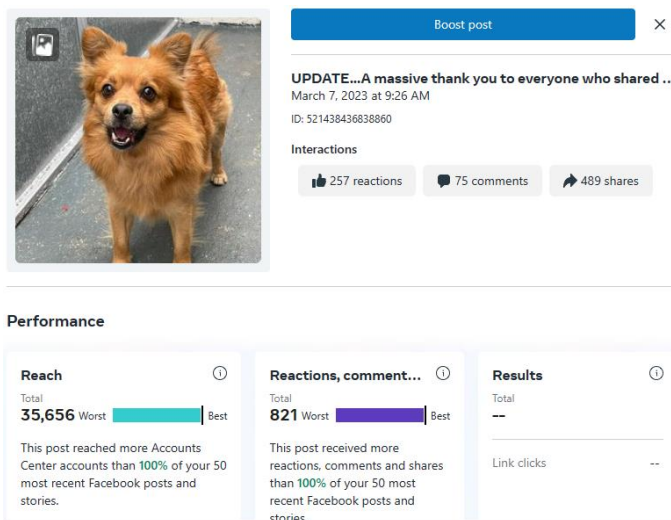 Boost post
UPDATE...A massive thank you to everyone who shared ...
March 7, 2023 at 9:26 AM
ID: 521438436838860
Interactions
257 reactions
75 comments
489 shares
Performance
Reach
Total
35,656 Worst Best
This post reached more Accounts
Center accounts than 100% of your 50
most recent Facebook posts and
stories.
Reactions, comment...
Total
821 Worst Best
This post received more
reactions, comments and shares
than 100% of your 50 most
recent Facebook posts and
stories
Results
Total
--
Link clicks --